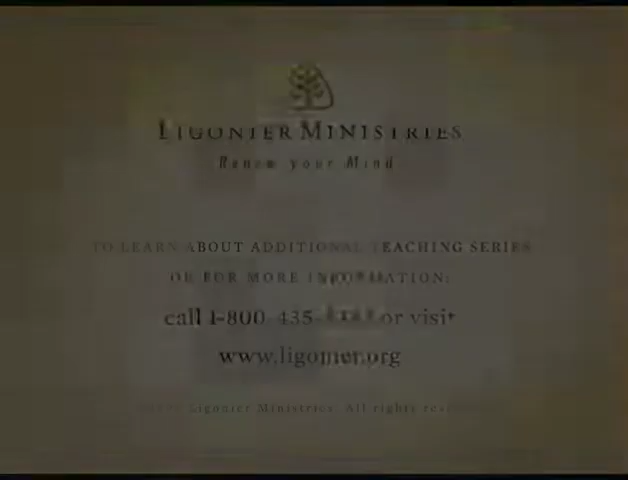 LIGONIER MINISTRIES
Renew your Mind
TO LEARN ABOUT ADDITIONAL TEACHING SERIES
OR FOR MORE INFORMATION:
call 1-800-435- or visit
www.ligonier.org
Ligonier Ministries. All rights